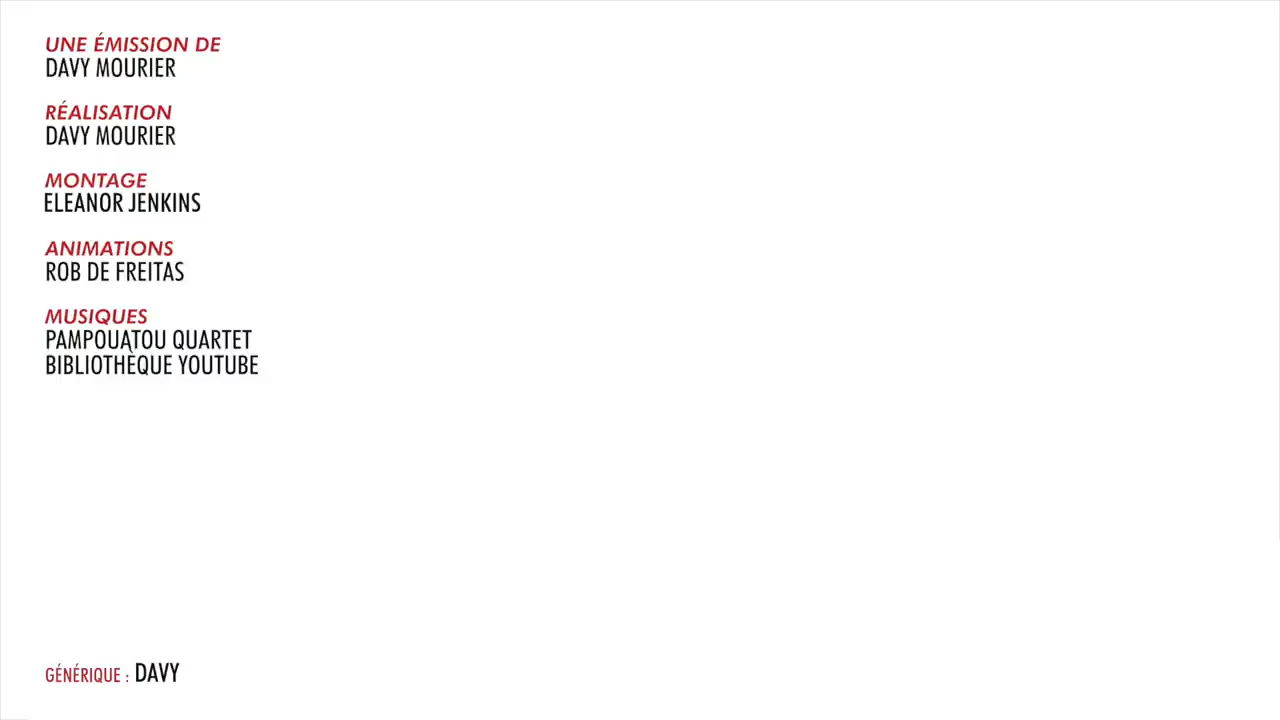 UNE ÉMISSION DE
DAVY MOURIER
RÉALISATION
DAVY MOURIER
MONTAGE
ELEANOR JENKINS
ANIMATIONS
ROB DE FREITAS
MUSIQUES
PAMPOUATOU QUARTET
BIBLIOTHÈQUE YOUTUBE
GÉNÉRIQUE : DAVY